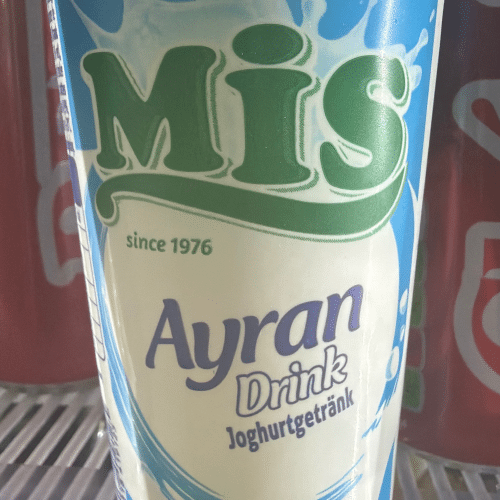 Mis
since 1976
Ayran
Drink
Joghurtgetränk